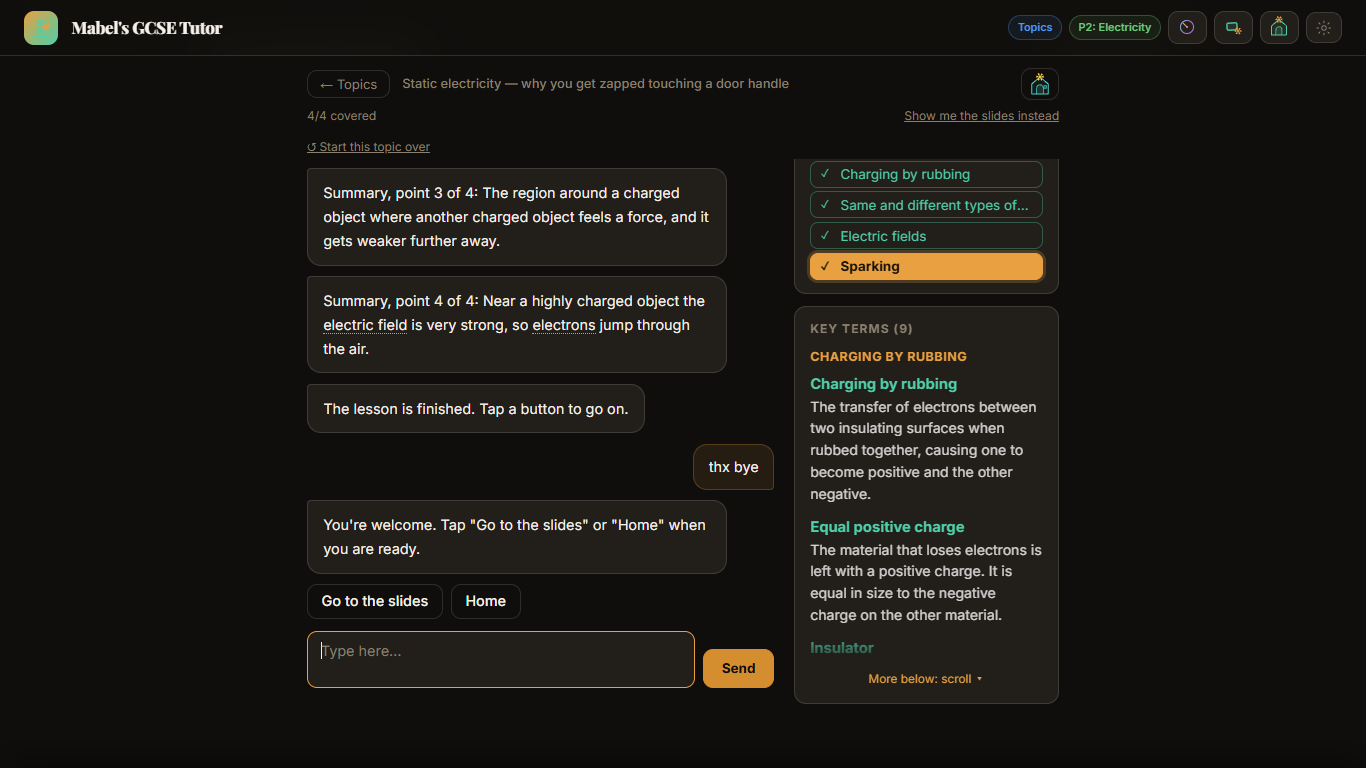 Mabel's GCSE Tutor
Topics
P2: Electricity
← Topics
Static electricity — why you get zapped touching a door handle
4/4 covered
Show me the slides instead
↺ Start this topic over
Summary, point 3 of 4: The region around a charged
object where another charged object feels a force, and it
gets weaker further away.
Summary, point 4 of 4: Near a highly charged object the
electric field is very strong, so electrons jump through
the air.
The lesson is finished. Tap a button to go on.
thx bye
You're welcome. Tap "Go to the slides" or "Home" when
you are ready.
Go to the slides
Home
Type here...
Send
✓ Charging by rubbing
✓ Same and different types of...
✓ Electric fields
✓ Sparking
KEY TERMS (9)
CHARGING BY RUBBING
Charging by rubbing
The transfer of electrons between
two insulating surfaces when
rubbed together, causing one to
become positive and the other
negative.
Equal positive charge
The material that loses electrons is
left with a positive charge. It is
equal in size to the negative
charge on the other material.
Insulator
More below: scroll ▾